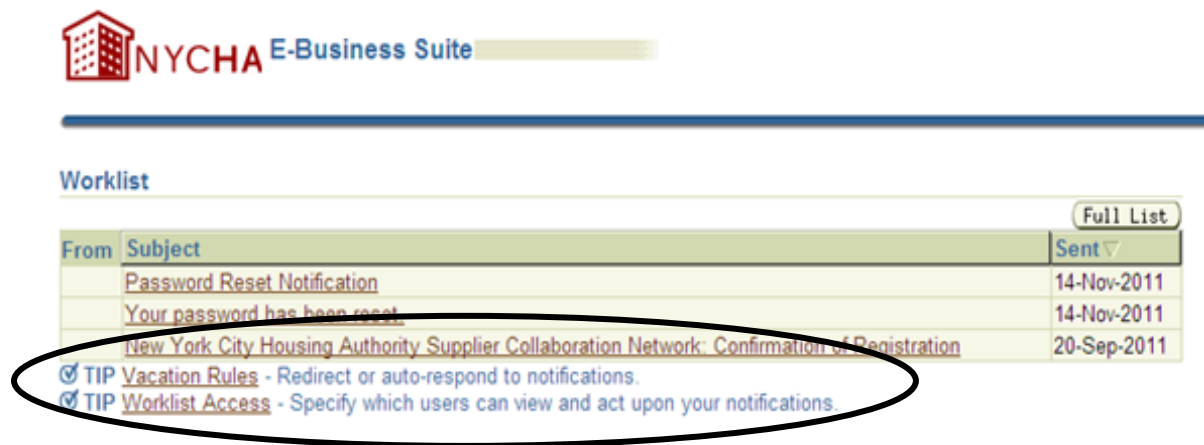 NYCHA E-Business Suite
Worklist
Full List
From Subject Sent
Password Reset Notification 14-Nov-2011
Your password has been reset. 14-Nov-2011
New York City Housing Authority Supplier Collaboration Network: Confirmation of Registration 20-Sep-2011
TIP Vacation Rules - Redirect or auto-respond to notifications.
TIP Worklist Access - Specify which users can view and act upon your notifications.